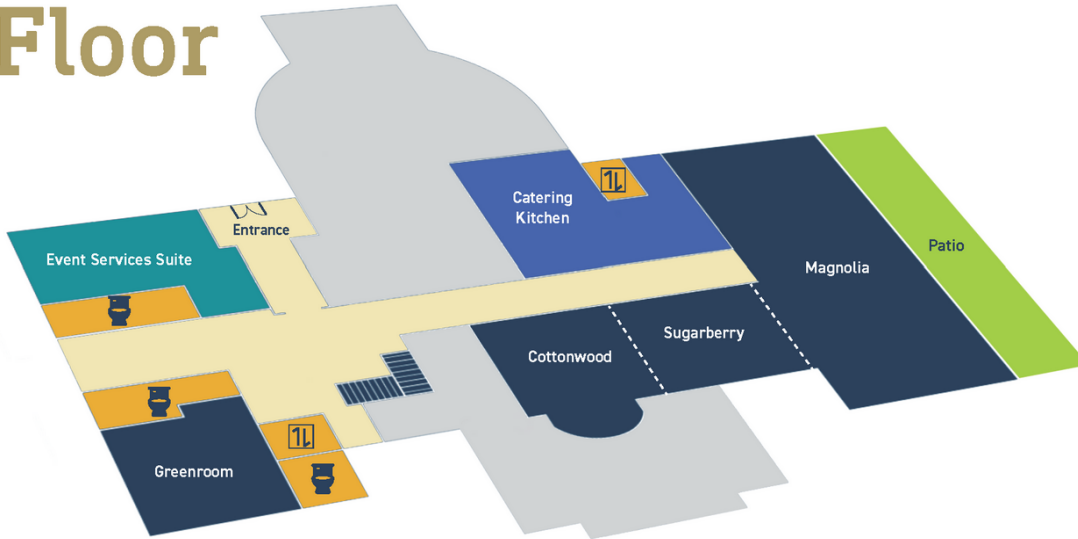 Floor
Entrance
Event Services Suite
Catering
Kitchen
Magnolia
Patio
Sugarberry
Cottonwood
Greenroom